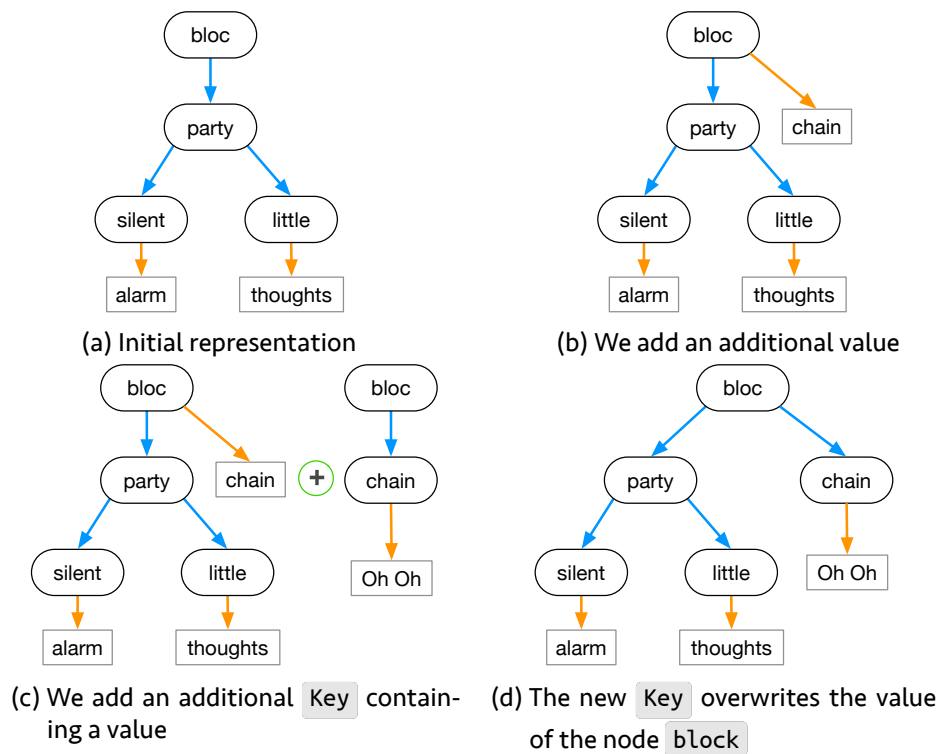 bloc
party
silent
little
alarm
thoughts
(a) Initial representation
bloc
party
chain
silent
little
alarm
thoughts
(b) We add an additional value
bloc
party
chain
+
silent
little
alarm
thoughts
bloc
chain
Oh Oh
(c) We add an additional Key contain-
ing a value
bloc
party
chain
silent
little
Oh Oh
alarm
thoughts
(d) The new Key overwrites the value
of the node block